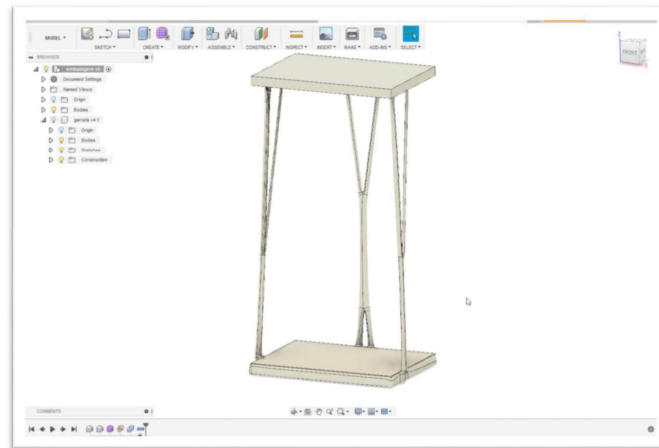 MODEL
SKETCH CREATE MODIFY ASSEMBLE CONSTRUCT INSPECT INSERT MAKE ADD-INS SELECT
BROWSER
Document Settings
Named Views
Origin
Bodies
Origin
Bodies
Sketches
Construction
COMMENTS
FRONT